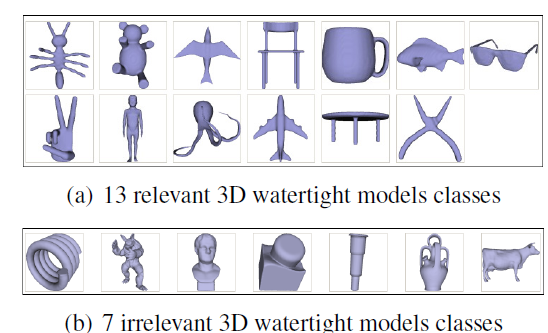 (a) 13 relevant 3D watertight models classes
(b) 7 irrelevant 3D watertight models classes